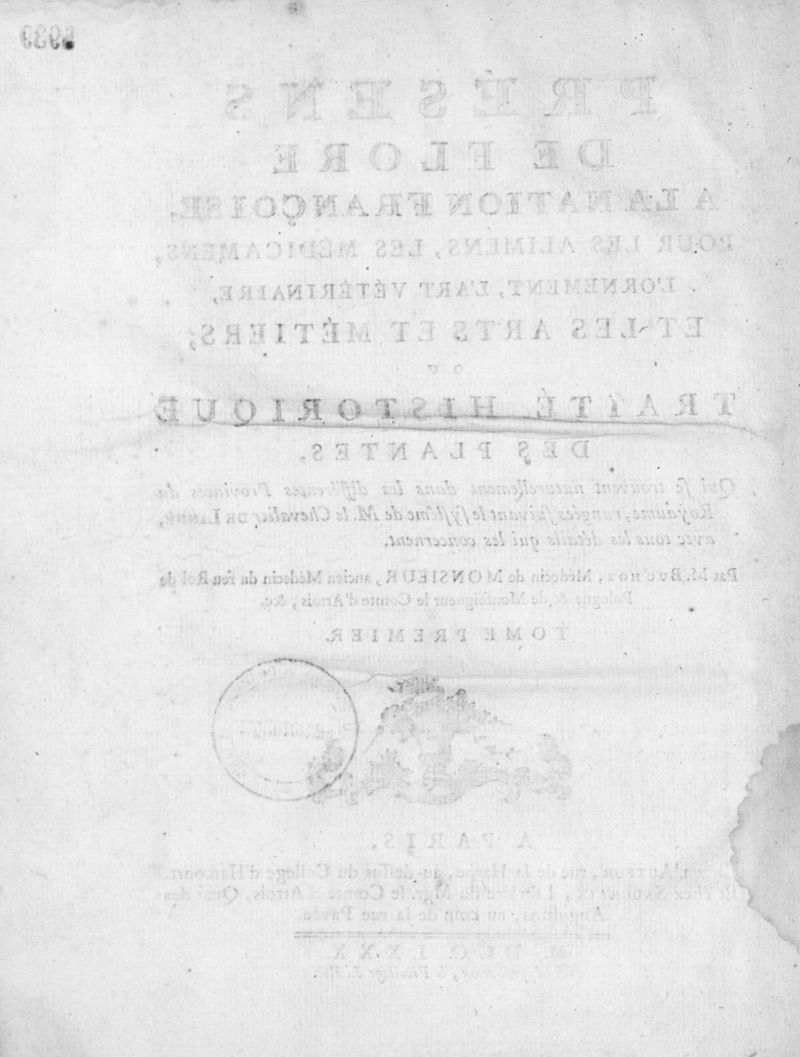 PRÉSENS
DE FLORE
A LA NATION FRANÇOISE,
POUR LES ALIMENS, LES MÉDICAMENS,
L'ORNEMENT, L'ART VÉTÉRINAIRE,
ET LES ARTS ET MÉTIERS;
OU
TRAITÉ HISTORIQUE
DES PLANTES.
Qui se trouvent naturellement dans les différentes Provinces du
Royaume, rangées suivant le système de M. le Chevalier DE LINNÉ,
avec tous les détails qui les concernent.
Par M. BUC'HOZ, Médecin de MONSIEUR, ancien Médecin du feu Roi de
Pologne & de Monseigneur le Comte d'Artois, &c.
TOME PREMIER.
A PARIS,
l'AUTEUR, rue de la Harpe, au-dessus du College d'Harcourt.
Et chez Libraire de Mgr. le Comte d'Artois, Quai des
Augustins, au coin de la rue Pavée.
M. DCC. LXXX